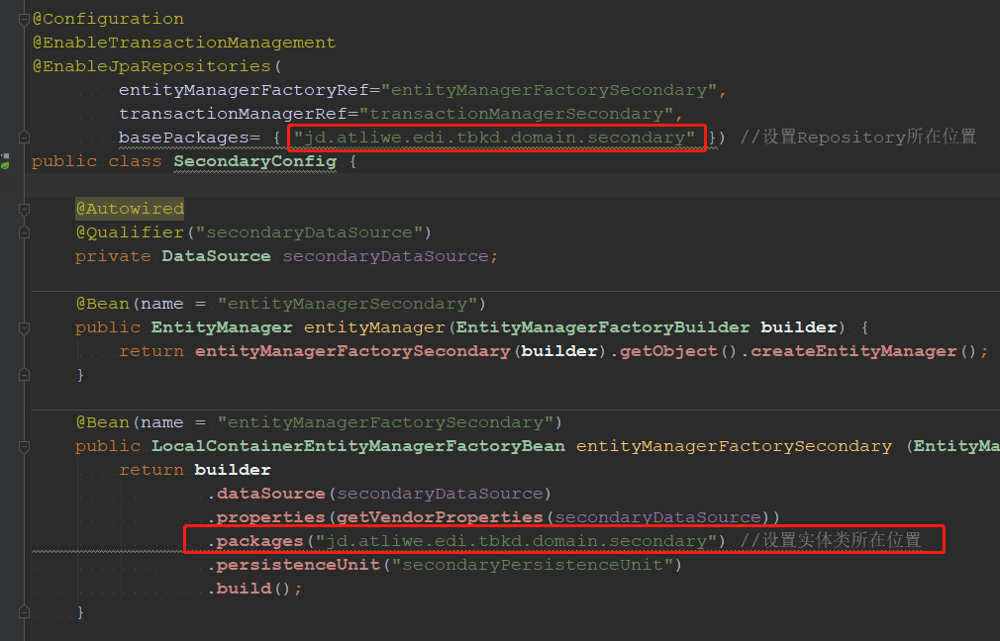 @Configuration
@EnableTransactionManagement
@EnableJpaRepositories(
entityManagerFactoryRef="entityManagerFactorySecondary",
transactionManagerRef="transactionManagerSecondary",
basePackages= { "jd.atliwe.edi.tbkd.domain.secondary" }) //设置Repository所在位置
public class SecondaryConfig {
@Autowired
@Qualifier("secondaryDataSource")
private DataSource secondaryDataSource;
@Bean(name = "entityManagerSecondary")
public EntityManager entityManager(EntityManagerFactoryBuilder builder) {
return entityManagerFactorySecondary(builder).getObject().createEntityManager();
}
@Bean(name = "entityManagerFactorySecondary")
public LocalContainerEntityManagerFactoryBean entityManagerFactorySecondary (EntityMa
return builder
.dataSource(secondaryDataSource)
.properties(getVendorProperties(secondaryDataSource))
.packages("jd.atliwe.edi.tbkd.domain.secondary") //设置实体类所在位置
.persistenceUnit("secondaryPersistenceUnit")
.build();
}